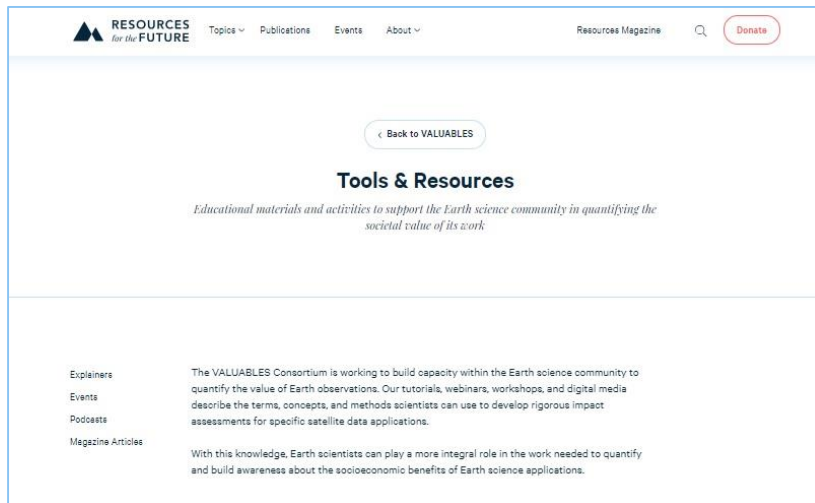 RESOURCES
for the FUTURE
Topics
Publications
Events
About
Resources Magazine
Donate
Back to VALUABLES
Tools & Resources
Educational materials and activities to support the Earth science community in quantifying the
societal value of its work
Explainers
Events
Podcasts
Magazine Articles
The VALUABLES Consortium is working to build capacity within the Earth science community to
quantify the value of Earth observations. Our tutorials, webinars, workshops, and digital media
describe the terms, concepts, and methods scientists can use to develop rigorous impact
assessments for specific satellite data applications.
With this knowledge, Earth scientists can play a more integral role in the work needed to quantify
and build awareness about the socioeconomic benefits of Earth science applications.